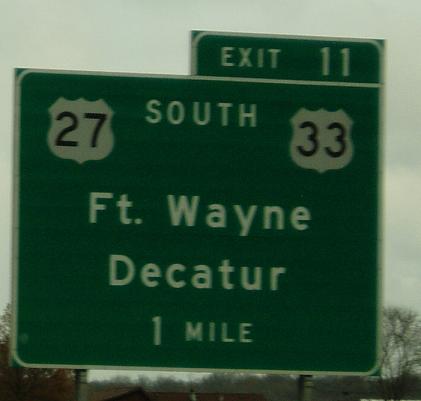 EXIT 11
27 SOUTH 33
Ft. Wayne
Decatur
1 MILE